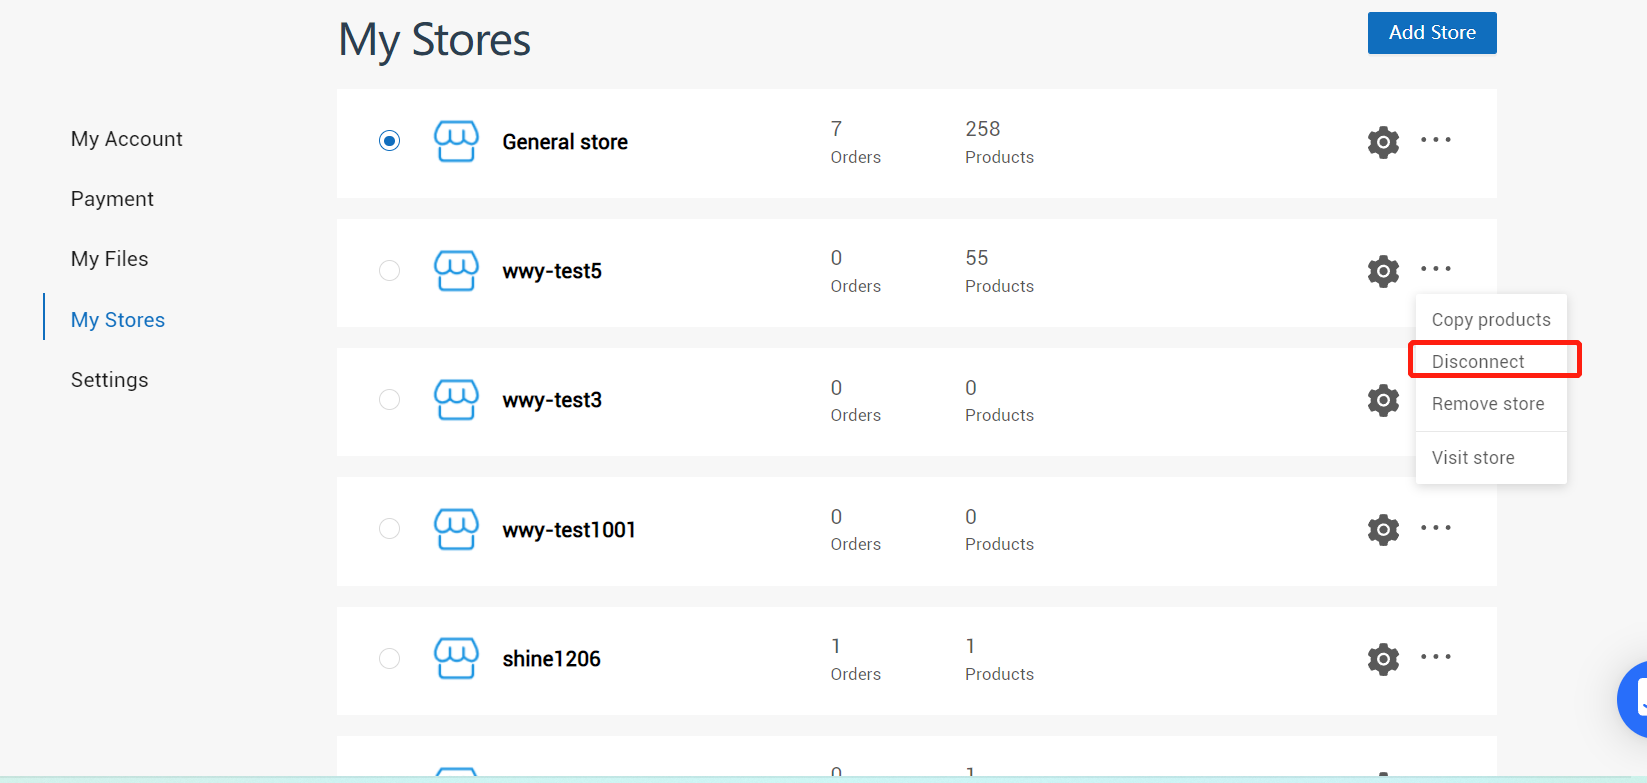 My Stores
Add Store
My Account
Payment
My Files
My Stores
Settings
General store
7
Orders
258
Products
wwy-test5
0
Orders
55
Products
Copy products
Disconnect
Remove store
Visit store
wwy-test3
0
Orders
0
Products
wwy-test1001
0
Orders
0
Products
shine1206
1
Orders
1
Products
0
1